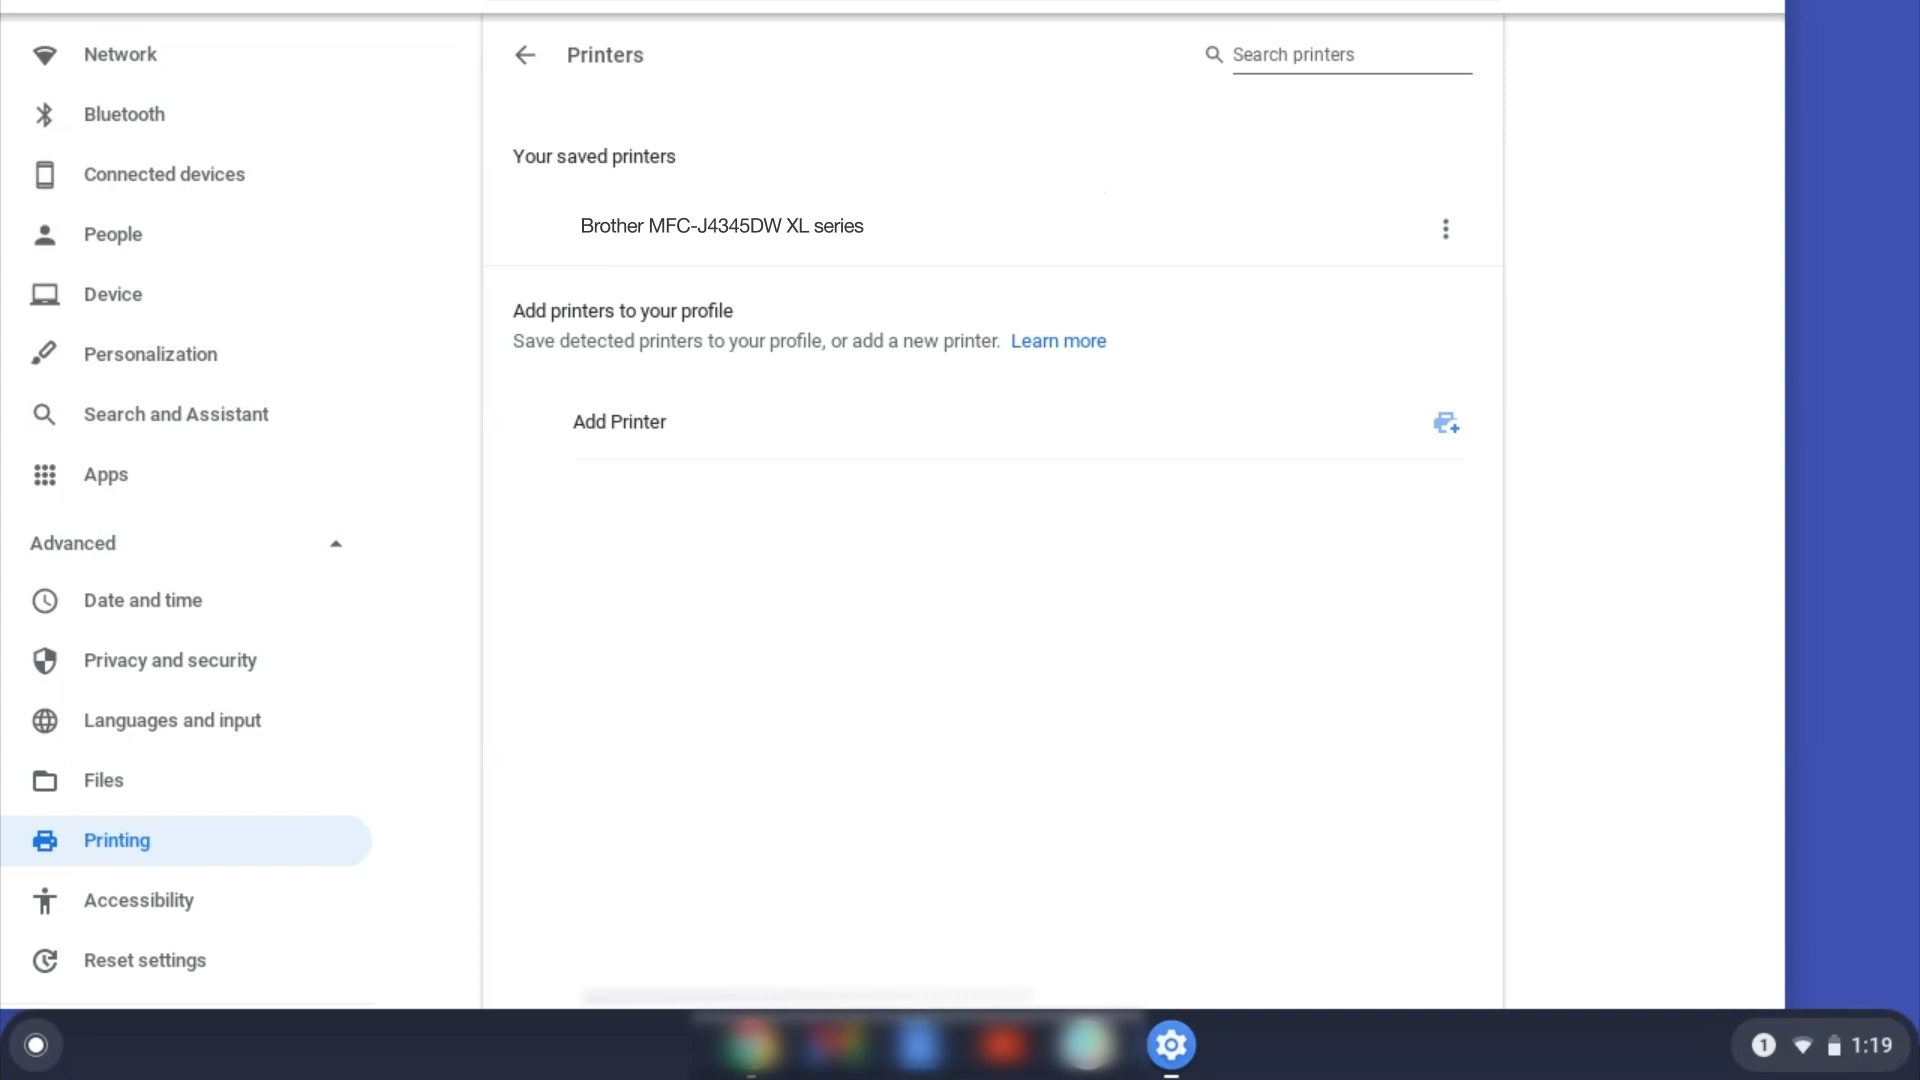 Network
Bluetooth
Connected devices
People
Device
Personalization
Search and Assistant
Apps
Advanced
Date and time
Privacy and security
Languages and input
Files
Printing
Accessibility
Reset settings
Printers
Search printers
Your saved printers
Brother MFC-J4345DW XL series
Add printers to your profile
Save detected printers to your profile, or add a new printer. Learn more
Add Printer
1 1:19